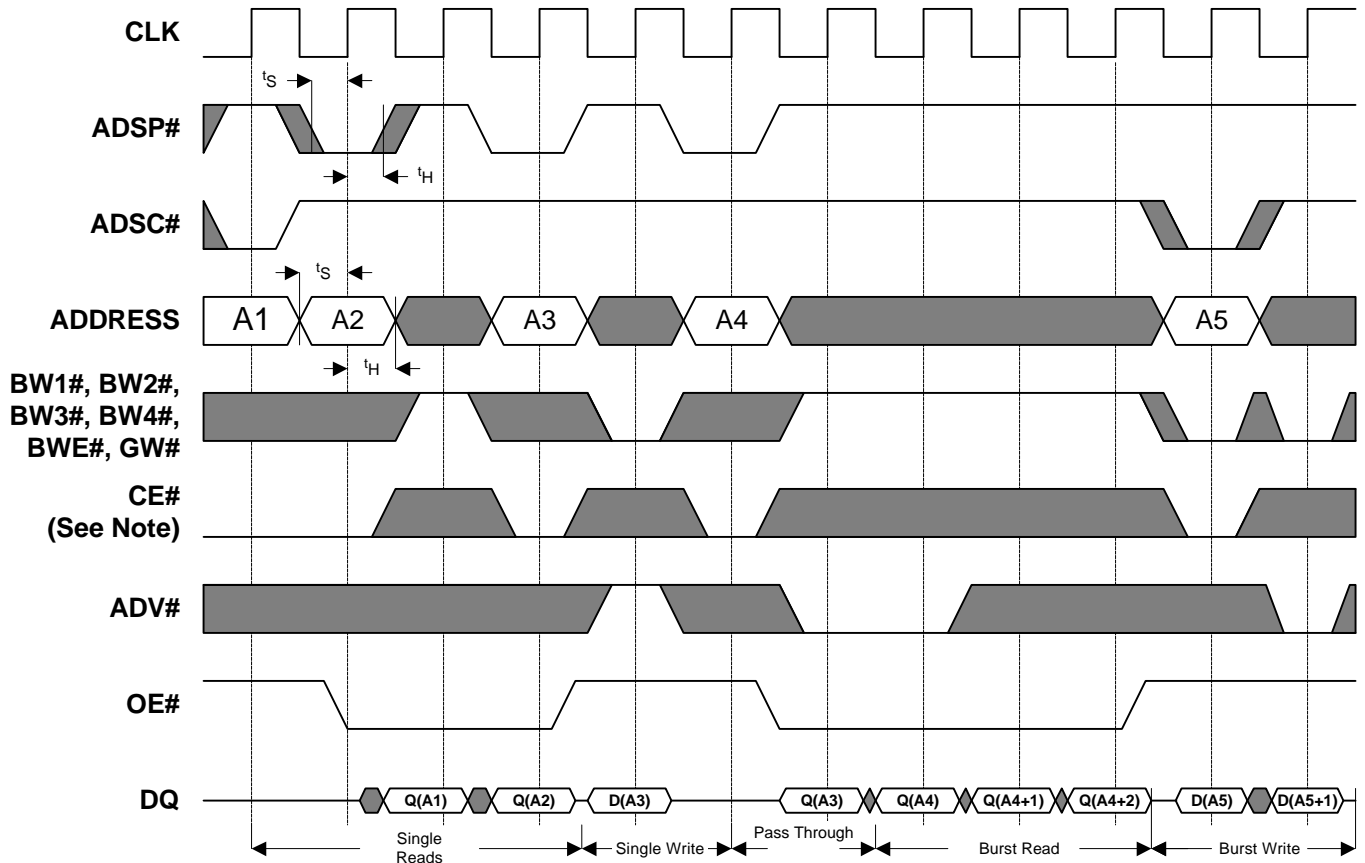 CLK
tS
ADSP#
tH
ADSC#
tS
ADDRESS
A1
A2
A3
A4
A5
tH
BW1#, BW2#,
BW3#, BW4#,
BWE#, GW#
CE#
(See Note)
ADV#
OE#
DQ
Q(A1)
Q(A2)
D(A3)
Q(A3)
Q(A4)
Q(A4+1)
Q(A4+2)
D(A5)
D(A5+1)
Single
Reads
Single Write
Pass Through
Burst Read
Burst Write